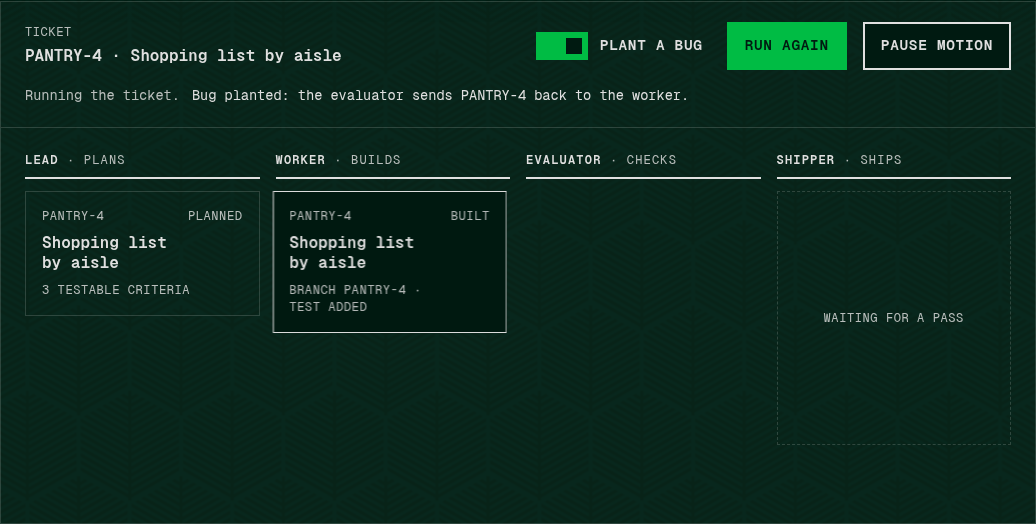 TICKET
PANTRY-4 · Shopping list by aisle
PLANT A BUG
RUN AGAIN
PAUSE MOTION
Running the ticket. Bug planted: the evaluator sends PANTRY-4 back to the worker.
LEAD · PLANS
WORKER · BUILDS
EVALUATOR · CHECKS
SHIPPER · SHIPS
PANTRY-4 PLANNED
Shopping list
by aisle
3 TESTABLE CRITERIA
PANTRY-4 BUILT
Shopping list
by aisle
BRANCH PANTRY-4 ·
TEST ADDED
WAITING FOR A PASS